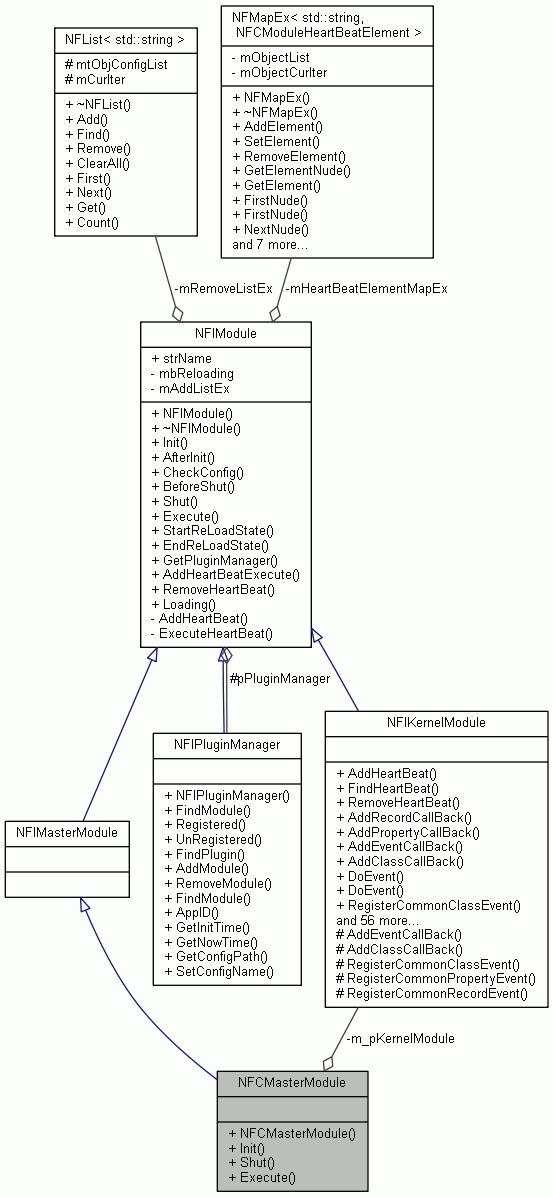 NFList< std::string >
# mtObjConfigList
# mCurIter
+ ~NFList()
+ Add()
+ Find()
+ Remove()
+ ClearAll()
+ First()
+ Next()
+ Get()
+ Count()
NFMapEx< std::string,
NFCModuleHeartBeatElement >
- mObjectList
- mObjectCurIter
+ NFMapEx()
+ ~NFMapEx()
+ AddElement()
+ SetElement()
+ RemoveElement()
+ GetElementNude()
+ GetElement()
+ FirstNude()
+ FirstNude()
+ NextNude()
and 7 more...
-mRemoveListEx
-mHeartBeatElementMapEx
NFIModule
+ strName
- mbReloading
- mAddListEx
+ NFIModule()
+ ~NFIModule()
+ Init()
+ AfterInit()
+ CheckConfig()
+ BeforeShut()
+ Shut()
+ Execute()
+ StartReLoadState()
+ EndReLoadState()
+ GetPluginManager()
+ AddHeartBeatExecute()
+ RemoveHeartBeat()
+ Loading()
- AddHeartBeat()
- ExecuteHeartBeat()
#pPluginManager
NFIMasterModule
NFIPluginManager
+ NFIPluginManager()
+ FindModule()
+ Registered()
+ UnRegistered()
+ FindPlugin()
+ AddModule()
+ RemoveModule()
+ FindModule()
+ AppID()
+ GetInitTime()
+ GetNowTime()
+ GetConfigPath()
+ SetConfigName()
NFIKernelModule
+ AddHeartBeat()
+ FindHeartBeat()
+ RemoveHeartBeat()
+ AddRecordCallBack()
+ AddPropertyCallBack()
+ AddEventCallBack()
+ AddClassCallBack()
+ DoEvent()
+ DoEvent()
+ RegisterCommonClassEvent()
and 56 more...
# AddEventCallBack()
# AddClassCallBack()
# RegisterCommonClassEvent()
# RegisterCommonPropertyEvent()
# RegisterCommonRecordEvent()
-m_pKernelModule
NFCMasterModule
+ NFCMasterModule()
+ Init()
+ Shut()
+ Execute()